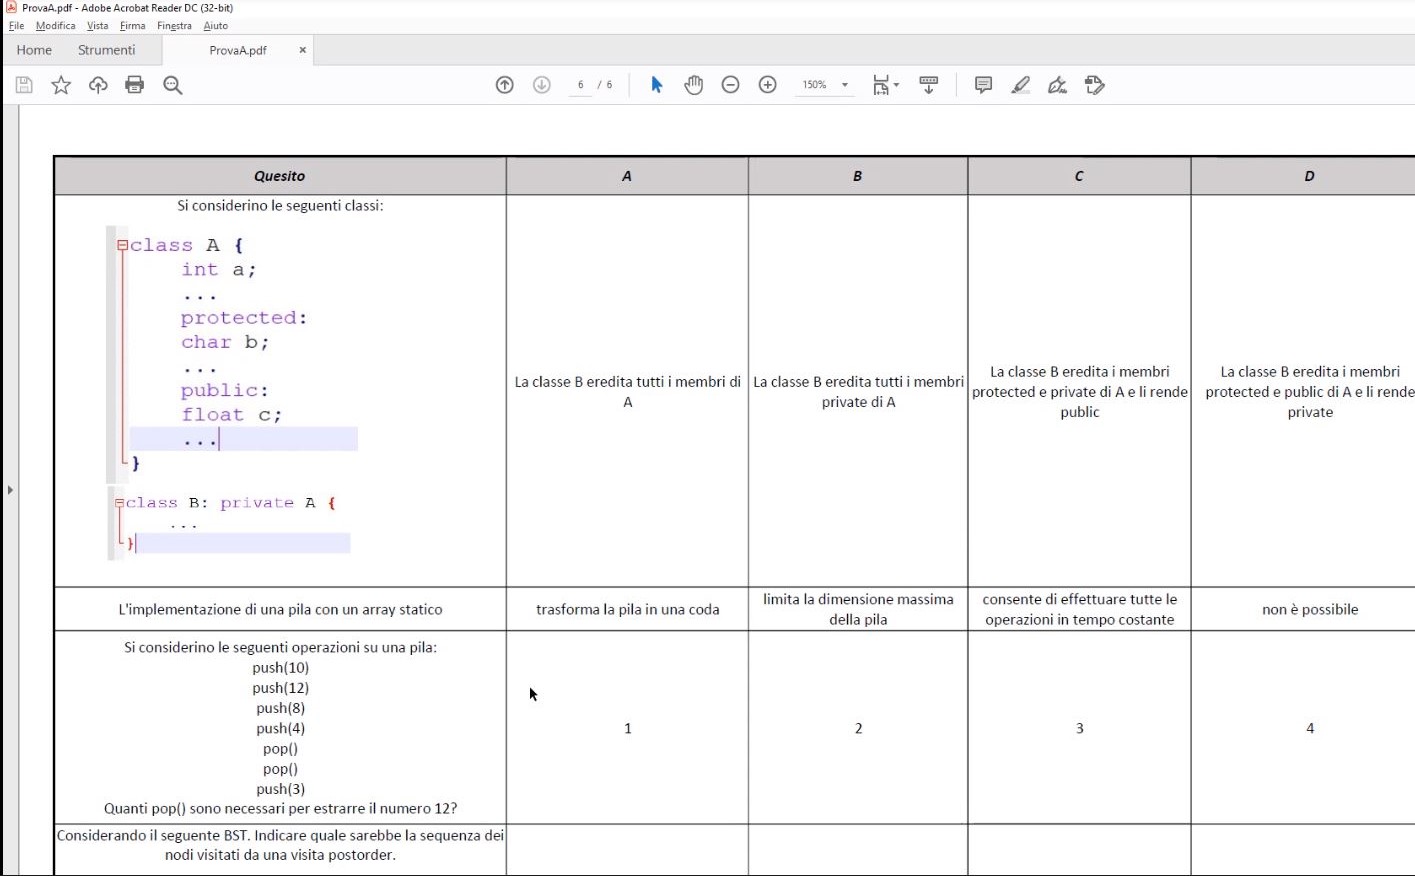 ProvaA.pdf - Adobe Acrobat Reader DC (32-bit)
File Modifica Vista Firma Finestra Aiuto
Home Strumenti ProvaA.pdf ×
6 / 6 150%
Quesito A B C D
Si considerino le seguenti classi:
class A {
int a;
...
protected:
char b;
...
public:
float c;
...
}
class B: private A {
...
}
La classe B eredita tutti i membri di
A
La classe B eredita tutti i membri
private di A
La classe B eredita i membri
protected e private di A e li rende
public
La classe B eredita i membri
protected e public di A e li rende
private
L'implementazione di una pila con un array statico
trasforma la pila in una coda
limita la dimensione massima
della pila
consente di effettuare tutte le
operazioni in tempo costante
non è possibile
Si considerino le seguenti operazioni su una pila:
push(10)
push(12)
push(8)
push(4)
pop()
pop()
push(3)
Quanti pop() sono necessari per estrarre il numero 12?
1
2
3
4
Considerando il seguente BST. Indicare quale sarebbe la sequenza dei
nodi visitati da una visita postorder.